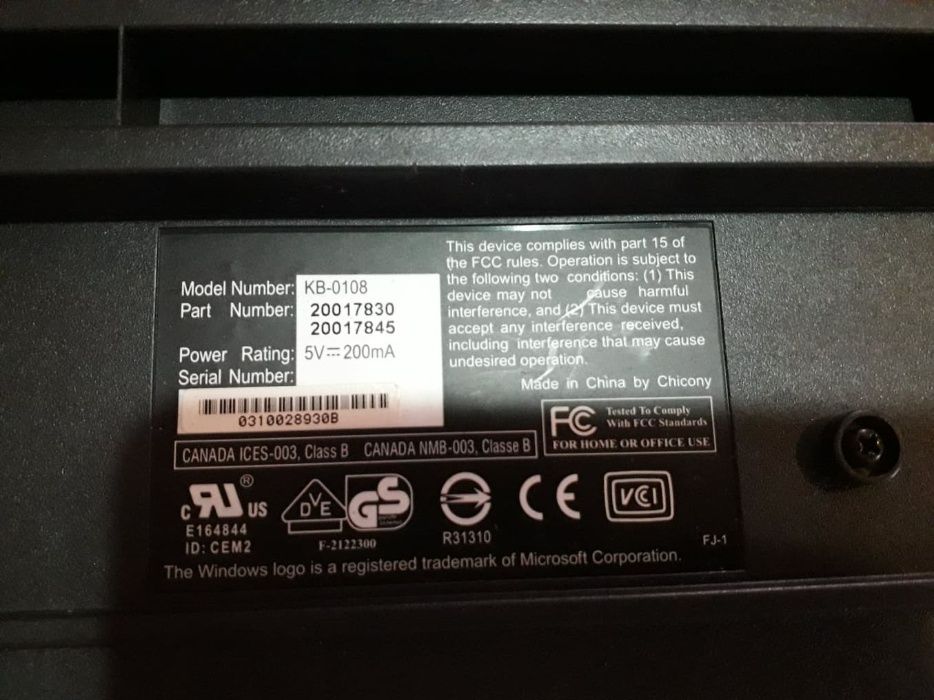 Model Number: KB-0108
Part Number: 20017830
20017845
Power Rating: 5V⎓200mA
Serial Number:
0310028930B
This device complies with part 15 of
the FCC rules. Operation is subject to
the following two conditions: (1) This
device may not cause harmful
interference, and (2) This device must
accept any interference received,
including interference that may cause
undesired operation.
Made in China by Chicony
FC Tested To Comply
With FCC Standards
FOR HOME OR OFFICE USE
CANADA ICES-003, Class B CANADA NMB-003, Classe B
c RU ® US
E164844
ID: CEM2
VDE
GS
F-2122300
R31310
CE
VCI
FJ-1
The Windows logo is a registered trademark of Microsoft Corporation.